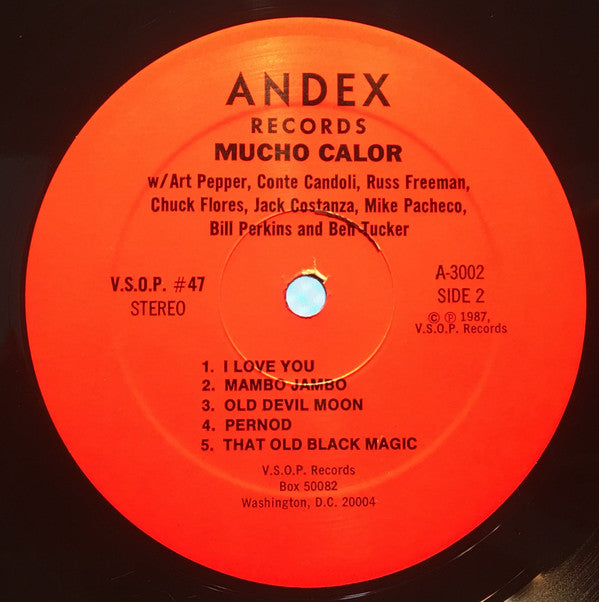 ANDEX
RECORDS
MUCHO CALOR
w/Art Pepper, Conte Candoli, Russ Freeman,
Chuck Flores, Jack Costanza, Mike Pacheco,
Bill Perkins and Ben Tucker
V.S.O.P. #47
STEREO
A-3002
SIDE 2
© ℗ 1987,
V.S.O.P. Records
1. I LOVE YOU
2. MAMBO JAMBO
3. OLD DEVIL MOON
4. PERNOD
5. THAT OLD BLACK MAGIC
V.S.O.P. Records
Box 50082
Washington, D.C. 20004